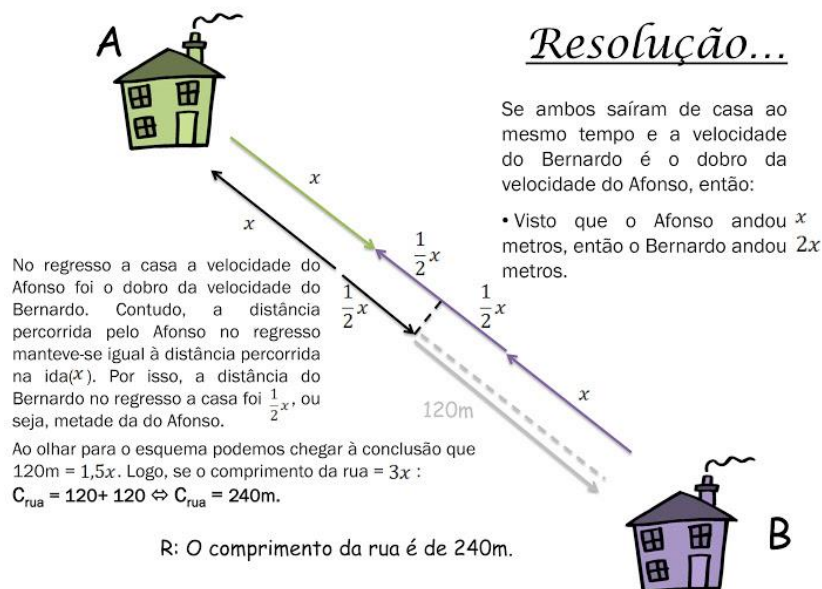 A
Resolução...
Se ambos saíram de casa ao
mesmo tempo e a velocidade
do Bernardo é o dobro da
velocidade do Afonso, então:
• Visto que o Afonso andou x
metros, então o Bernardo andou 2x
metros.
x
x
1/2 x
1/2 x
1/2 x
x
120m
No regresso a casa a velocidade do
Afonso foi o dobro da velocidade do
Bernardo. Contudo, a distância
percorrida pelo Afonso no regresso
manteve-se igual à distância percorrida
na ida(x). Por isso, a distância do
Bernardo no regresso a casa foi 1/2 x, ou
seja, metade da do Afonso.
Ao olhar para o esquema podemos chegar à conclusão que
120m = 1,5x. Logo, se o comprimento da rua = 3x :
C_rua = 120+ 120 ⇔ C_rua = 240m.
R: O comprimento da rua é de 240m.
B